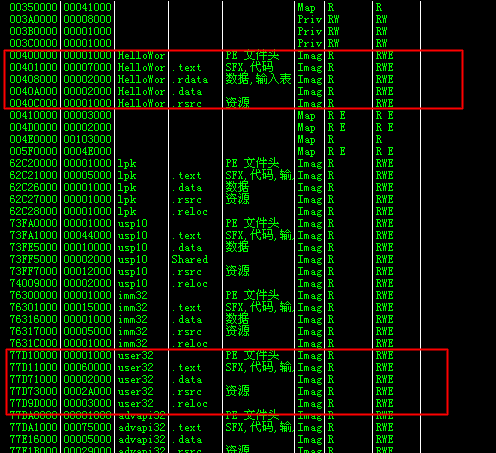 00350000 00041000 Map R R
003A0000 00008000 Priv RW RW
003B0000 00001000 Priv RW RW
003C0000 00001000 Priv RW RW
00400000 00001000 HelloWor PE 文件头 Imag R RWE
00401000 00007000 HelloWor .text SFX,代码 Imag R RWE
00408000 00002000 HelloWor .rdata 数据,输入表 Imag R RWE
0040A000 00002000 HelloWor .data Imag R RWE
0040C000 00001000 HelloWor .rsrc 资源 Imag R RWE
00410000 00003000 Map R E R E
004D0000 00002000 Map R E R E
004E0000 00103000 Map R R
005F0000 0004E000 Map R E R E
62C20000 00001000 lpk PE 文件头 Imag R RWE
62C21000 00005000 lpk .text SFX,代码,输 Imag R RWE
62C26000 00001000 lpk .data 数据 Imag R RWE
62C27000 00001000 lpk .rsrc 资源 Imag R RWE
62C28000 00001000 lpk .reloc Imag R RWE
73FA0000 00001000 usp10 PE 文件头 Imag R RWE
73FA1000 00044000 usp10 .text SFX,代码,输 Imag R RWE
73FE5000 00010000 usp10 .data 数据 Imag R RWE
73FF5000 00002000 usp10 Shared Imag R RWE
73FF7000 00012000 usp10 .rsrc 资源 Imag R RWE
74009000 00002000 usp10 .reloc Imag R RWE
76300000 00001000 imm32 PE 文件头 Imag R RWE
76301000 00015000 imm32 .text SFX,代码,输 Imag R RWE
76316000 00001000 imm32 .data 数据 Imag R RWE
76317000 00005000 imm32 .rsrc 资源 Imag R RWE
7631C000 00001000 imm32 .reloc Imag R RWE
77D10000 00001000 user32 PE 文件头 Imag R RWE
77D11000 00060000 user32 .text SFX,代码,输 Imag R RWE
77D71000 00002000 user32 .data Imag R RWE
77D73000 0002A000 user32 .rsrc 资源 Imag R RWE
77D9D000 00003000 user32 .reloc Imag R RWE
77DA0000 00001000 advapi32 PE 文件头 Imag R RWE
77DA1000 00075000 advapi32 .text SFX,代码,输 Imag R RWE
77E16000 00005000 advapi32 .data Imag R RWE
77E1B000 00029000 advapi32 .rsrc 资源 Imag R RWE